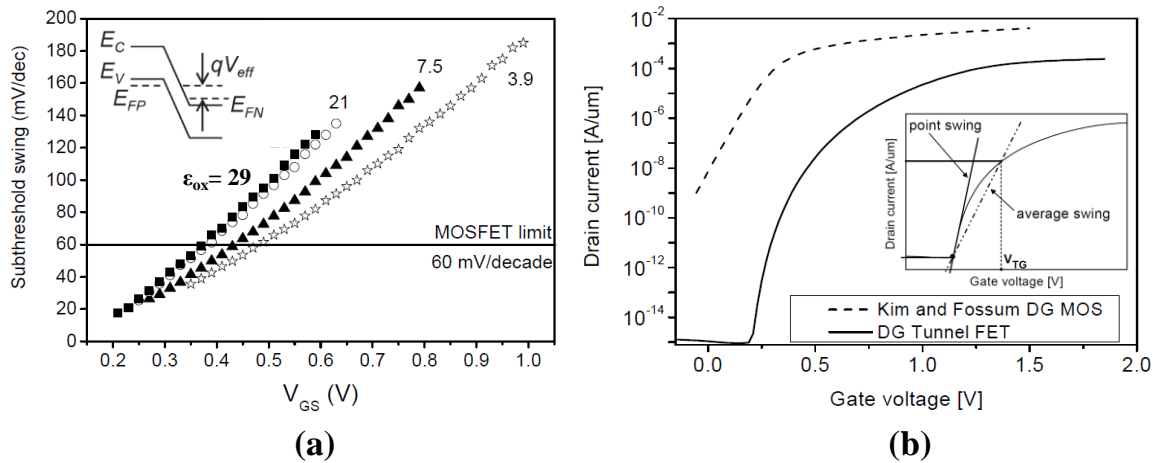 Subthreshold swing (mV/dec)
200
180
160
140
120
100
80
60
40
20
0
E_C
E_V
E_FP
qV_eff
E_FN
7.5
3.9
21
ε_ox= 29
MOSFET limit
60 mV/decade
0.2 0.3 0.4 0.5 0.6 0.7 0.8 0.9 1.0
V_GS (V)
(a)
Drain current [A/um]
10^-2
10^-4
10^-6
10^-8
10^-10
10^-12
10^-14
Drain current [A/um]
point swing
average swing
V_TG
Gate voltage [V]
Kim and Fossum DG MOS
DG Tunnel FET
0.0 0.5 1.0 1.5 2.0
Gate voltage [V]
(b)